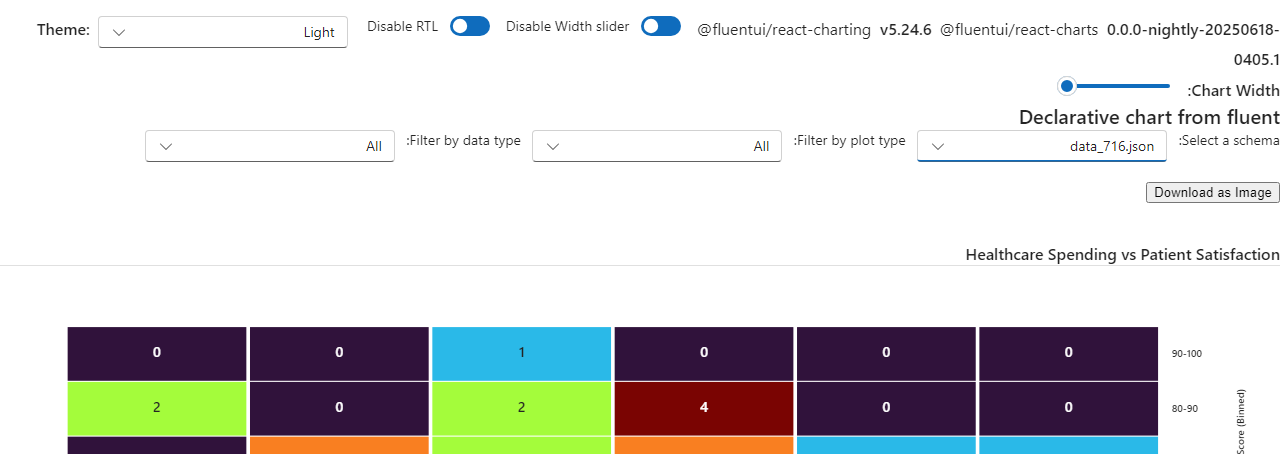 Theme: Light Disable RTL Disable Width slider @fluentui/react-charting v5.24.6 @fluentui/react-charts 0.0.0-nightly-20250618-
0405.1
:Chart Width
Declarative chart from fluent
All :Filter by data type All :Filter by plot type data_716.json :Select a schema
Download as Image
Healthcare Spending vs Patient Satisfaction
0 0 1 0 0 0 90-100
2 0 2 4 0 0 80-90
Score (Binned)